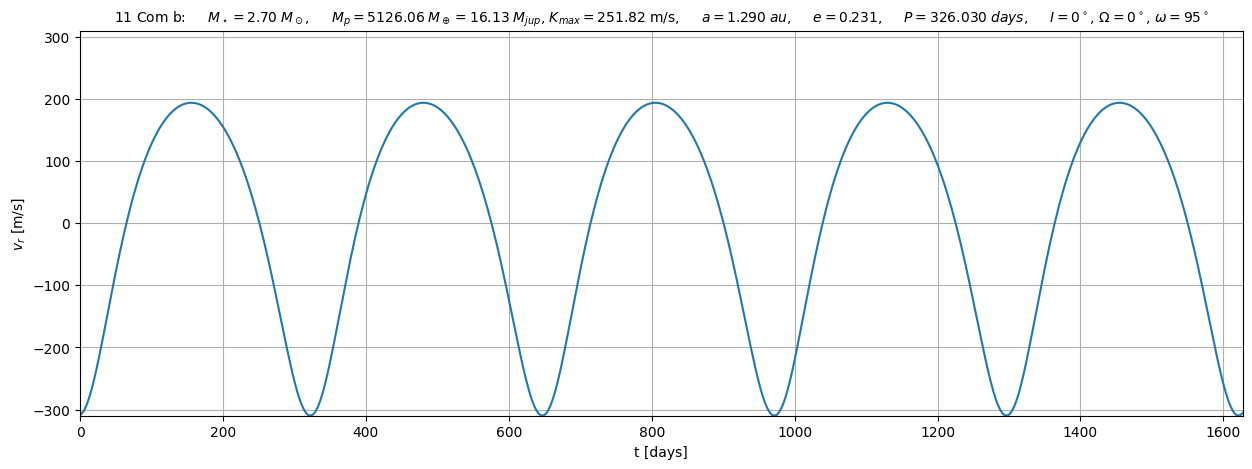 11 Com b: M⋆ = 2.70 M⊙, Mp = 5126.06 M⊕ = 16.13 Mjup, Kmax = 251.82 m/s, a = 1.290 au, e = 0.231, P = 326.030 days, I = 0°, Ω = 0°, ω = 95°
300
200
100
0
−100
−200
−300
vr [m/s]
0 200 400 600 800 1000 1200 1400 1600
t [days]